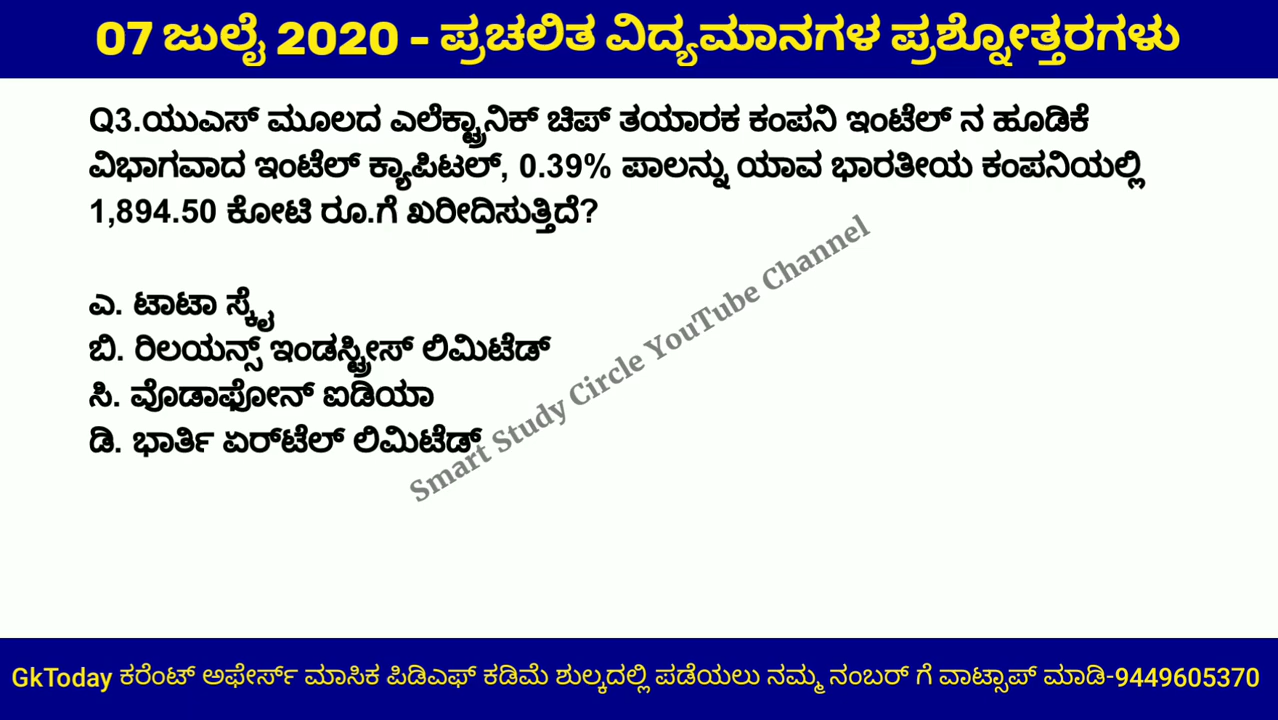 07 ಜುಲೈ 2020 - ಪ್ರಚಲಿತ ವಿದ್ಯಮಾನಗಳ ಪ್ರಶ್ನೋತ್ತರಗಳು
Q3.ಯುಎಸ್ ಮೂಲದ ಎಲೆಕ್ಟ್ರಾನಿಕ್ ಚಿಪ್ ತಯಾರಕ ಕಂಪನಿ ಇಂಟೆಲ್ ನ ಹೂಡಿಕೆ
ವಿಭಾಗವಾದ ಇಂಟೆಲ್ ಕ್ಯಾಪಿಟಲ್, 0.39% ಪಾಲನ್ನು ಯಾವ ಭಾರತೀಯ ಕಂಪನಿಯಲ್ಲಿ
1,894.50 ಕೋಟಿ ರೂ.ಗೆ ಖರೀದಿಸುತ್ತಿದೆ?
ಎ. ಟಾಟಾ ಸ್ಕೈ
ಬಿ. ರಿಲಯನ್ಸ್ ಇಂಡಸ್ಟ್ರೀಸ್ ಲಿಮಿಟೆಡ್
ಸಿ. ವೊಡಾಫೋನ್ ಐಡಿಯಾ
ಡಿ. ಭಾರ್ತಿ ಏರ್‌ಟೆಲ್ ಲಿಮಿಟೆಡ್
Smart Study Circle YouTube Channel
GkToday ಕರೆಂಟ್ ಅಫೇರ್ಸ್ ಮಾಸಿಕ ಪಿಡಿಎಫ್ ಕಡಿಮೆ ಶುಲ್ಕದಲ್ಲಿ ಪಡೆಯಲು ನಮ್ಮ ನಂಬರ್ ಗೆ ವಾಟ್ಸಾಪ್ ಮಾಡಿ-9449605370